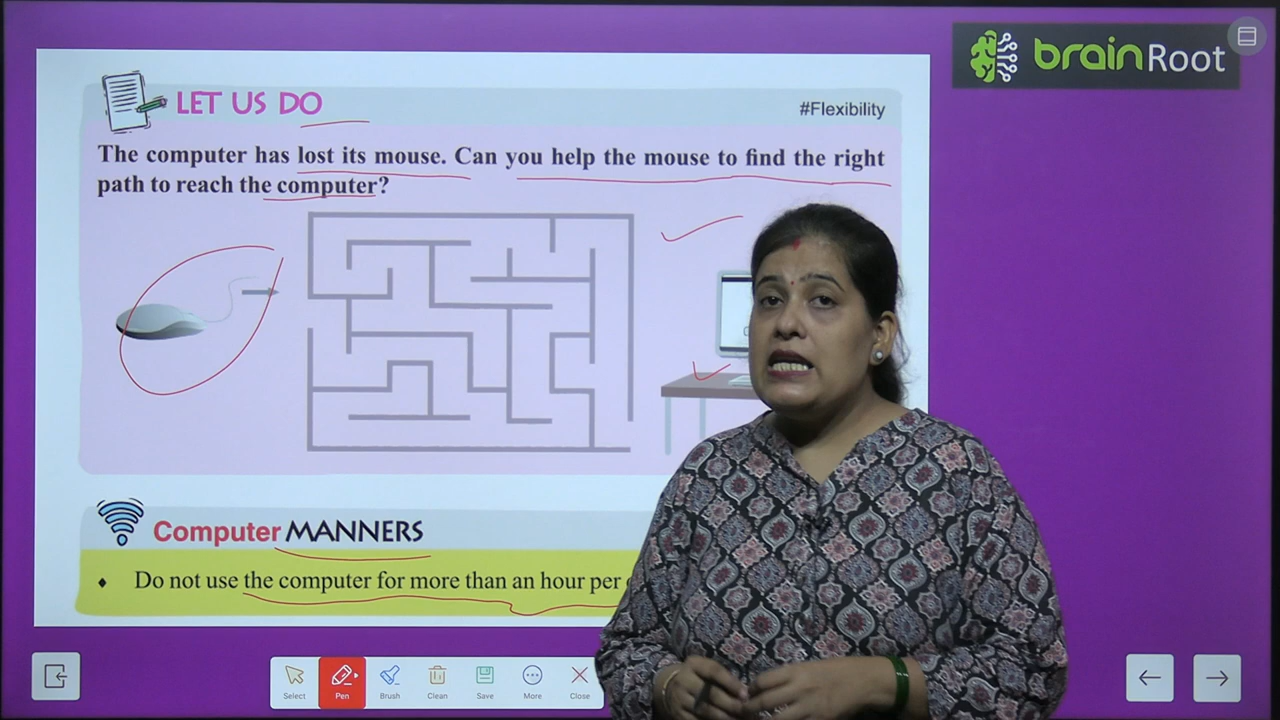 brainRoot
LET US DO
#Flexibility
The computer has lost its mouse. Can you help the mouse to find the right
path to reach the computer?
Computer MANNERS
Do not use the computer for more than an hour per
Select
Pen
Brush
Clean
Save
More
Close